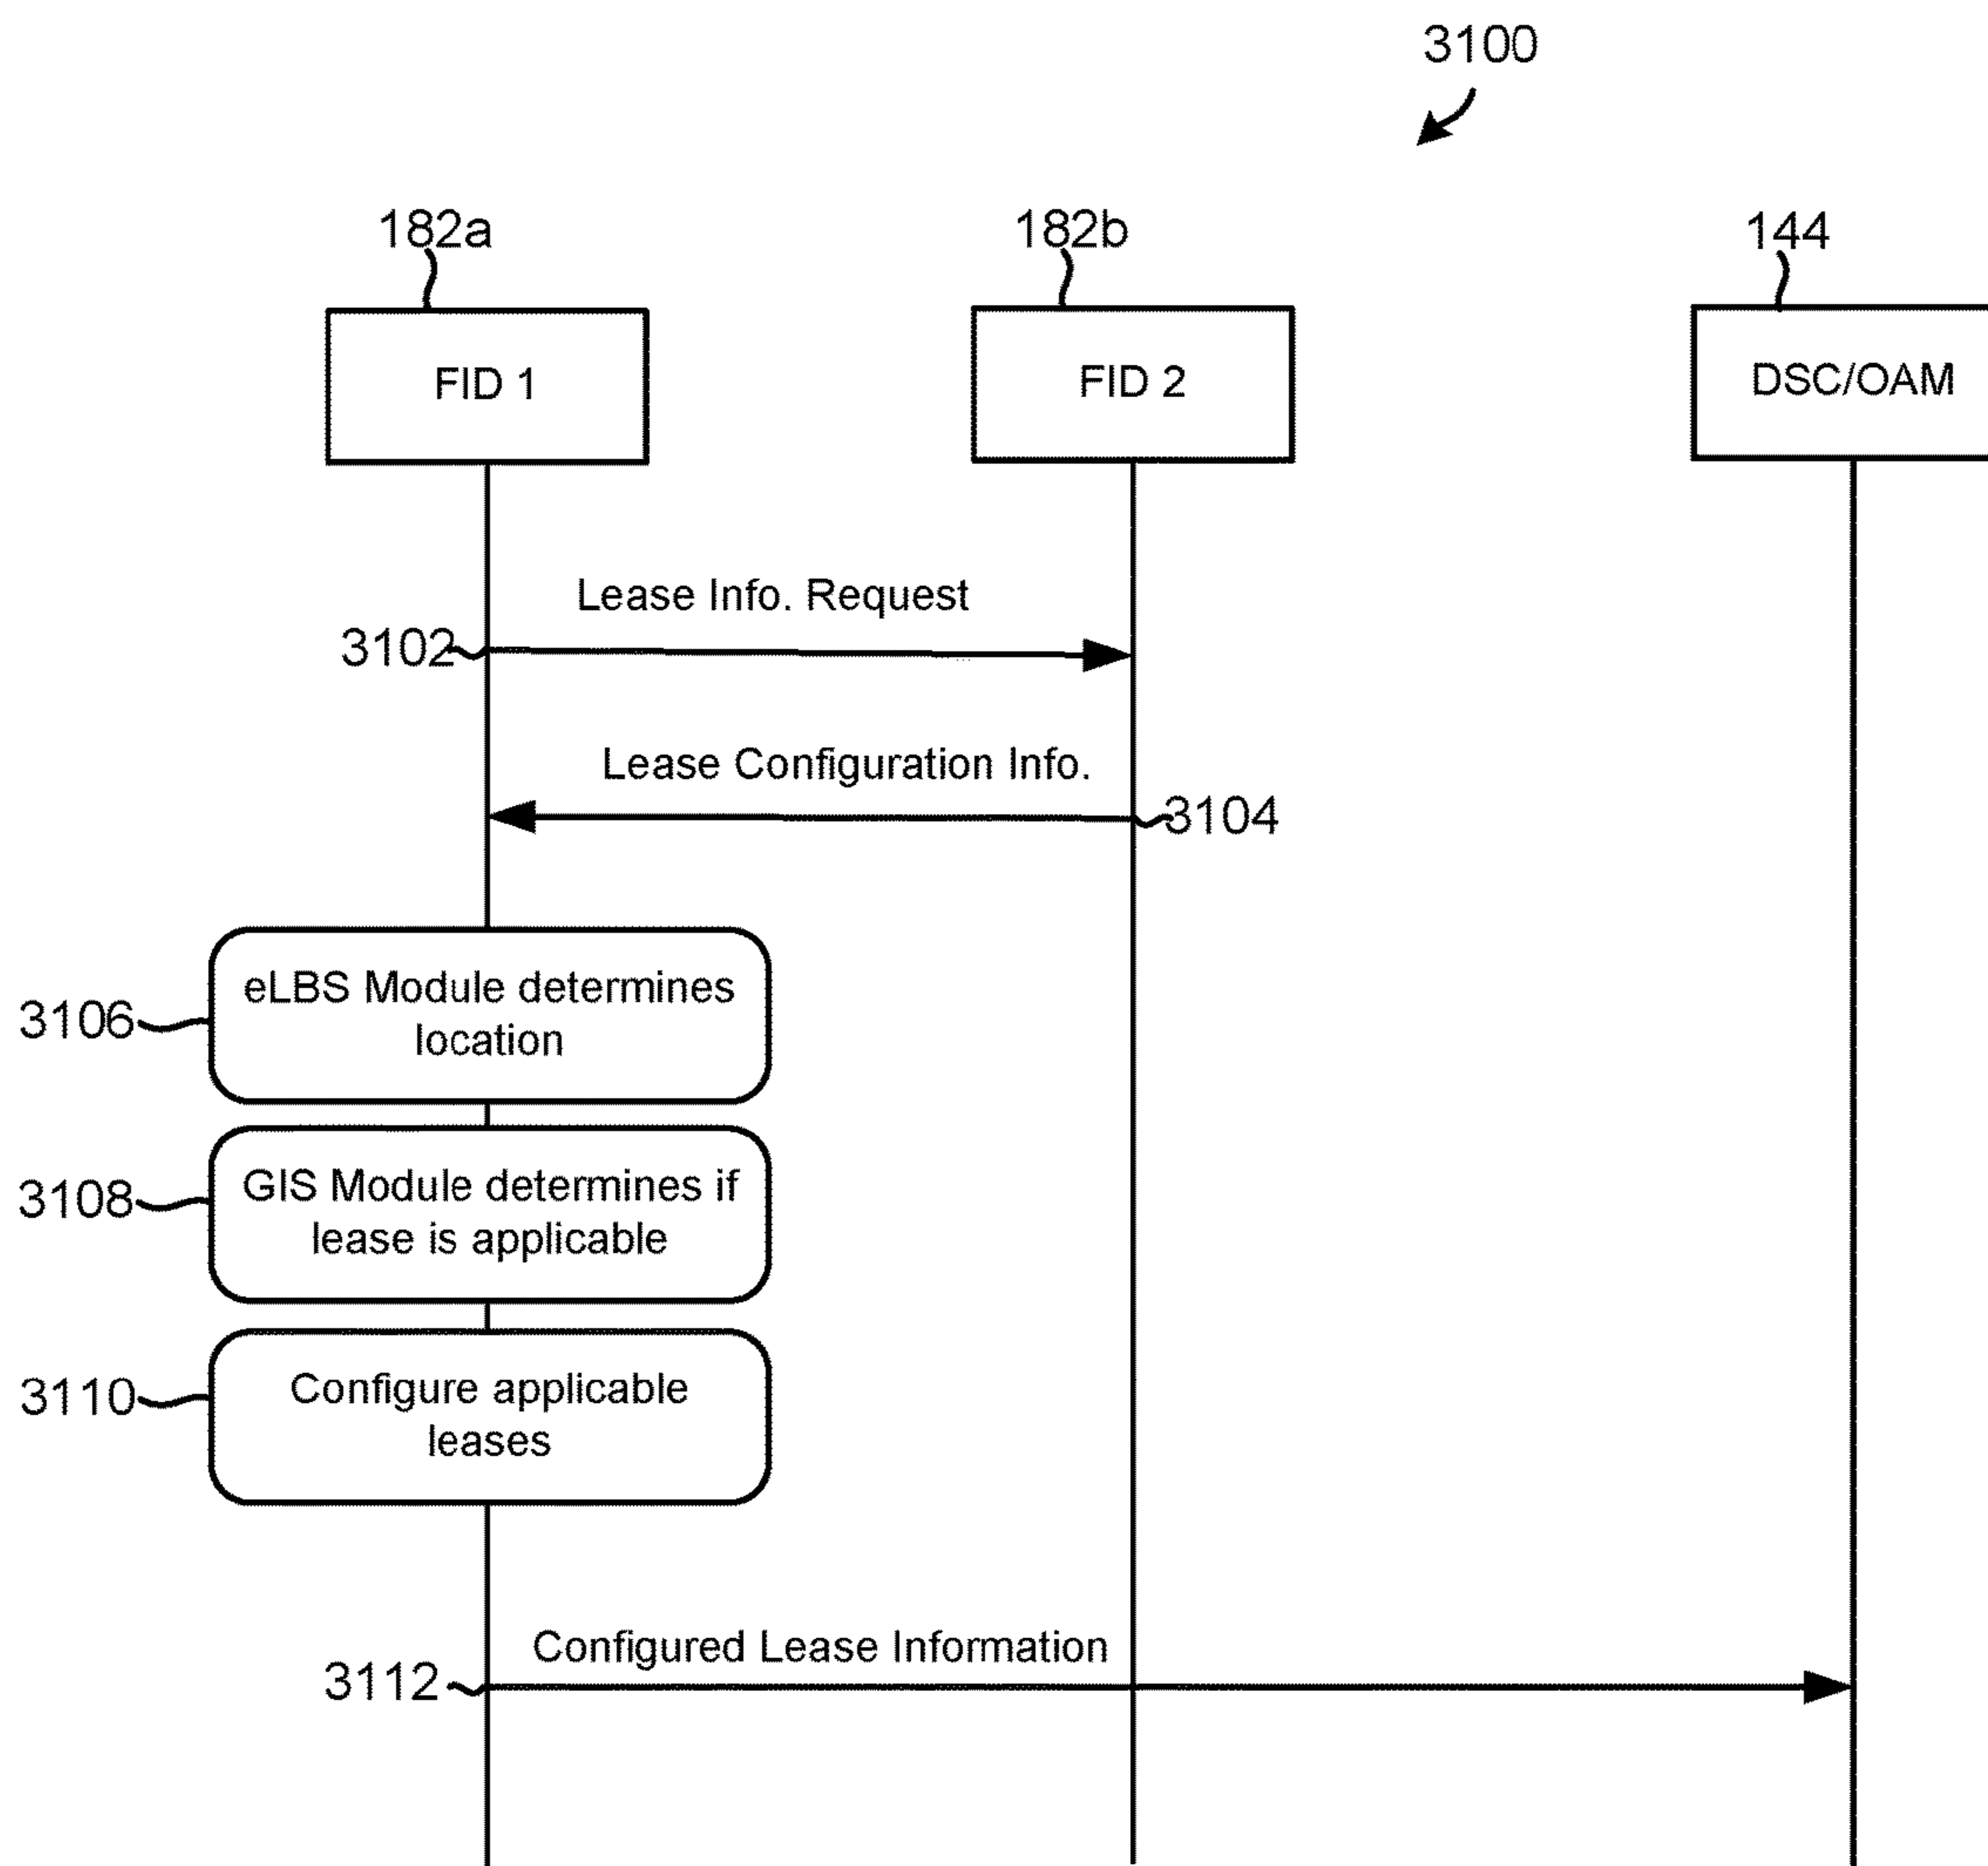 3100
182a
182b
144
FID 1
FID 2
DSC/OAM
Lease Info. Request
3102
Lease Configuration Info.
3104
eLBS Module determines
location
3106
GIS Module determines if
lease is applicable
3108
Configure applicable
leases
3110
Configured Lease Information
3112